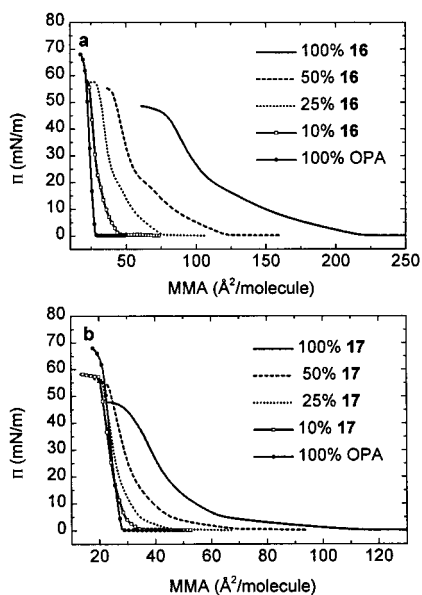 80
70
60
50
40
30
20
10
0
Π (mN/m)
a
100% 16
50% 16
25% 16
10% 16
100% OPA
50 100 150 200 250
MMA (Å²/molecule)
80
70
60
50
40
30
20
10
0
Π (mN/m)
b
100% 17
50% 17
25% 17
10% 17
100% OPA
20 40 60 80 100 120
MMA (Å²/molecule)